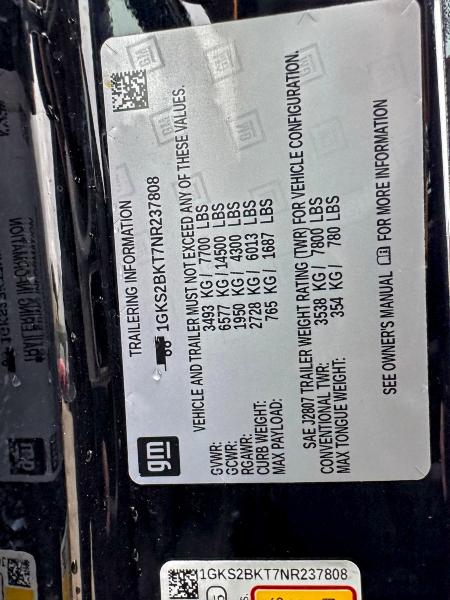 TRAILERING INFORMATION
1GKS2BKT7NR237808
VEHICLE AND TRAILER MUST NOT EXCEED ANY OF THESE VALUES.
GVWR: 3493 KG / 7700 LBS
GCWR: 6577 KG / 14500 LBS
RGAWR: 1950 KG / 4300 LBS
CURB WEIGHT: 2728 KG / 6013 LBS
MAX PAYLOAD: 765 KG / 1687 LBS
SAE J2807 TRAILER WEIGHT RATING (TWR) FOR VEHICLE CONFIGURATION.
CONVENTIONAL TWR: 3538 KG / 7800 LBS
MAX TONGUE WEIGHT: 354 KG / 780 LBS
SEE OWNER'S MANUAL FOR MORE INFORMATION
gm
1GKS2BKT7NR237808